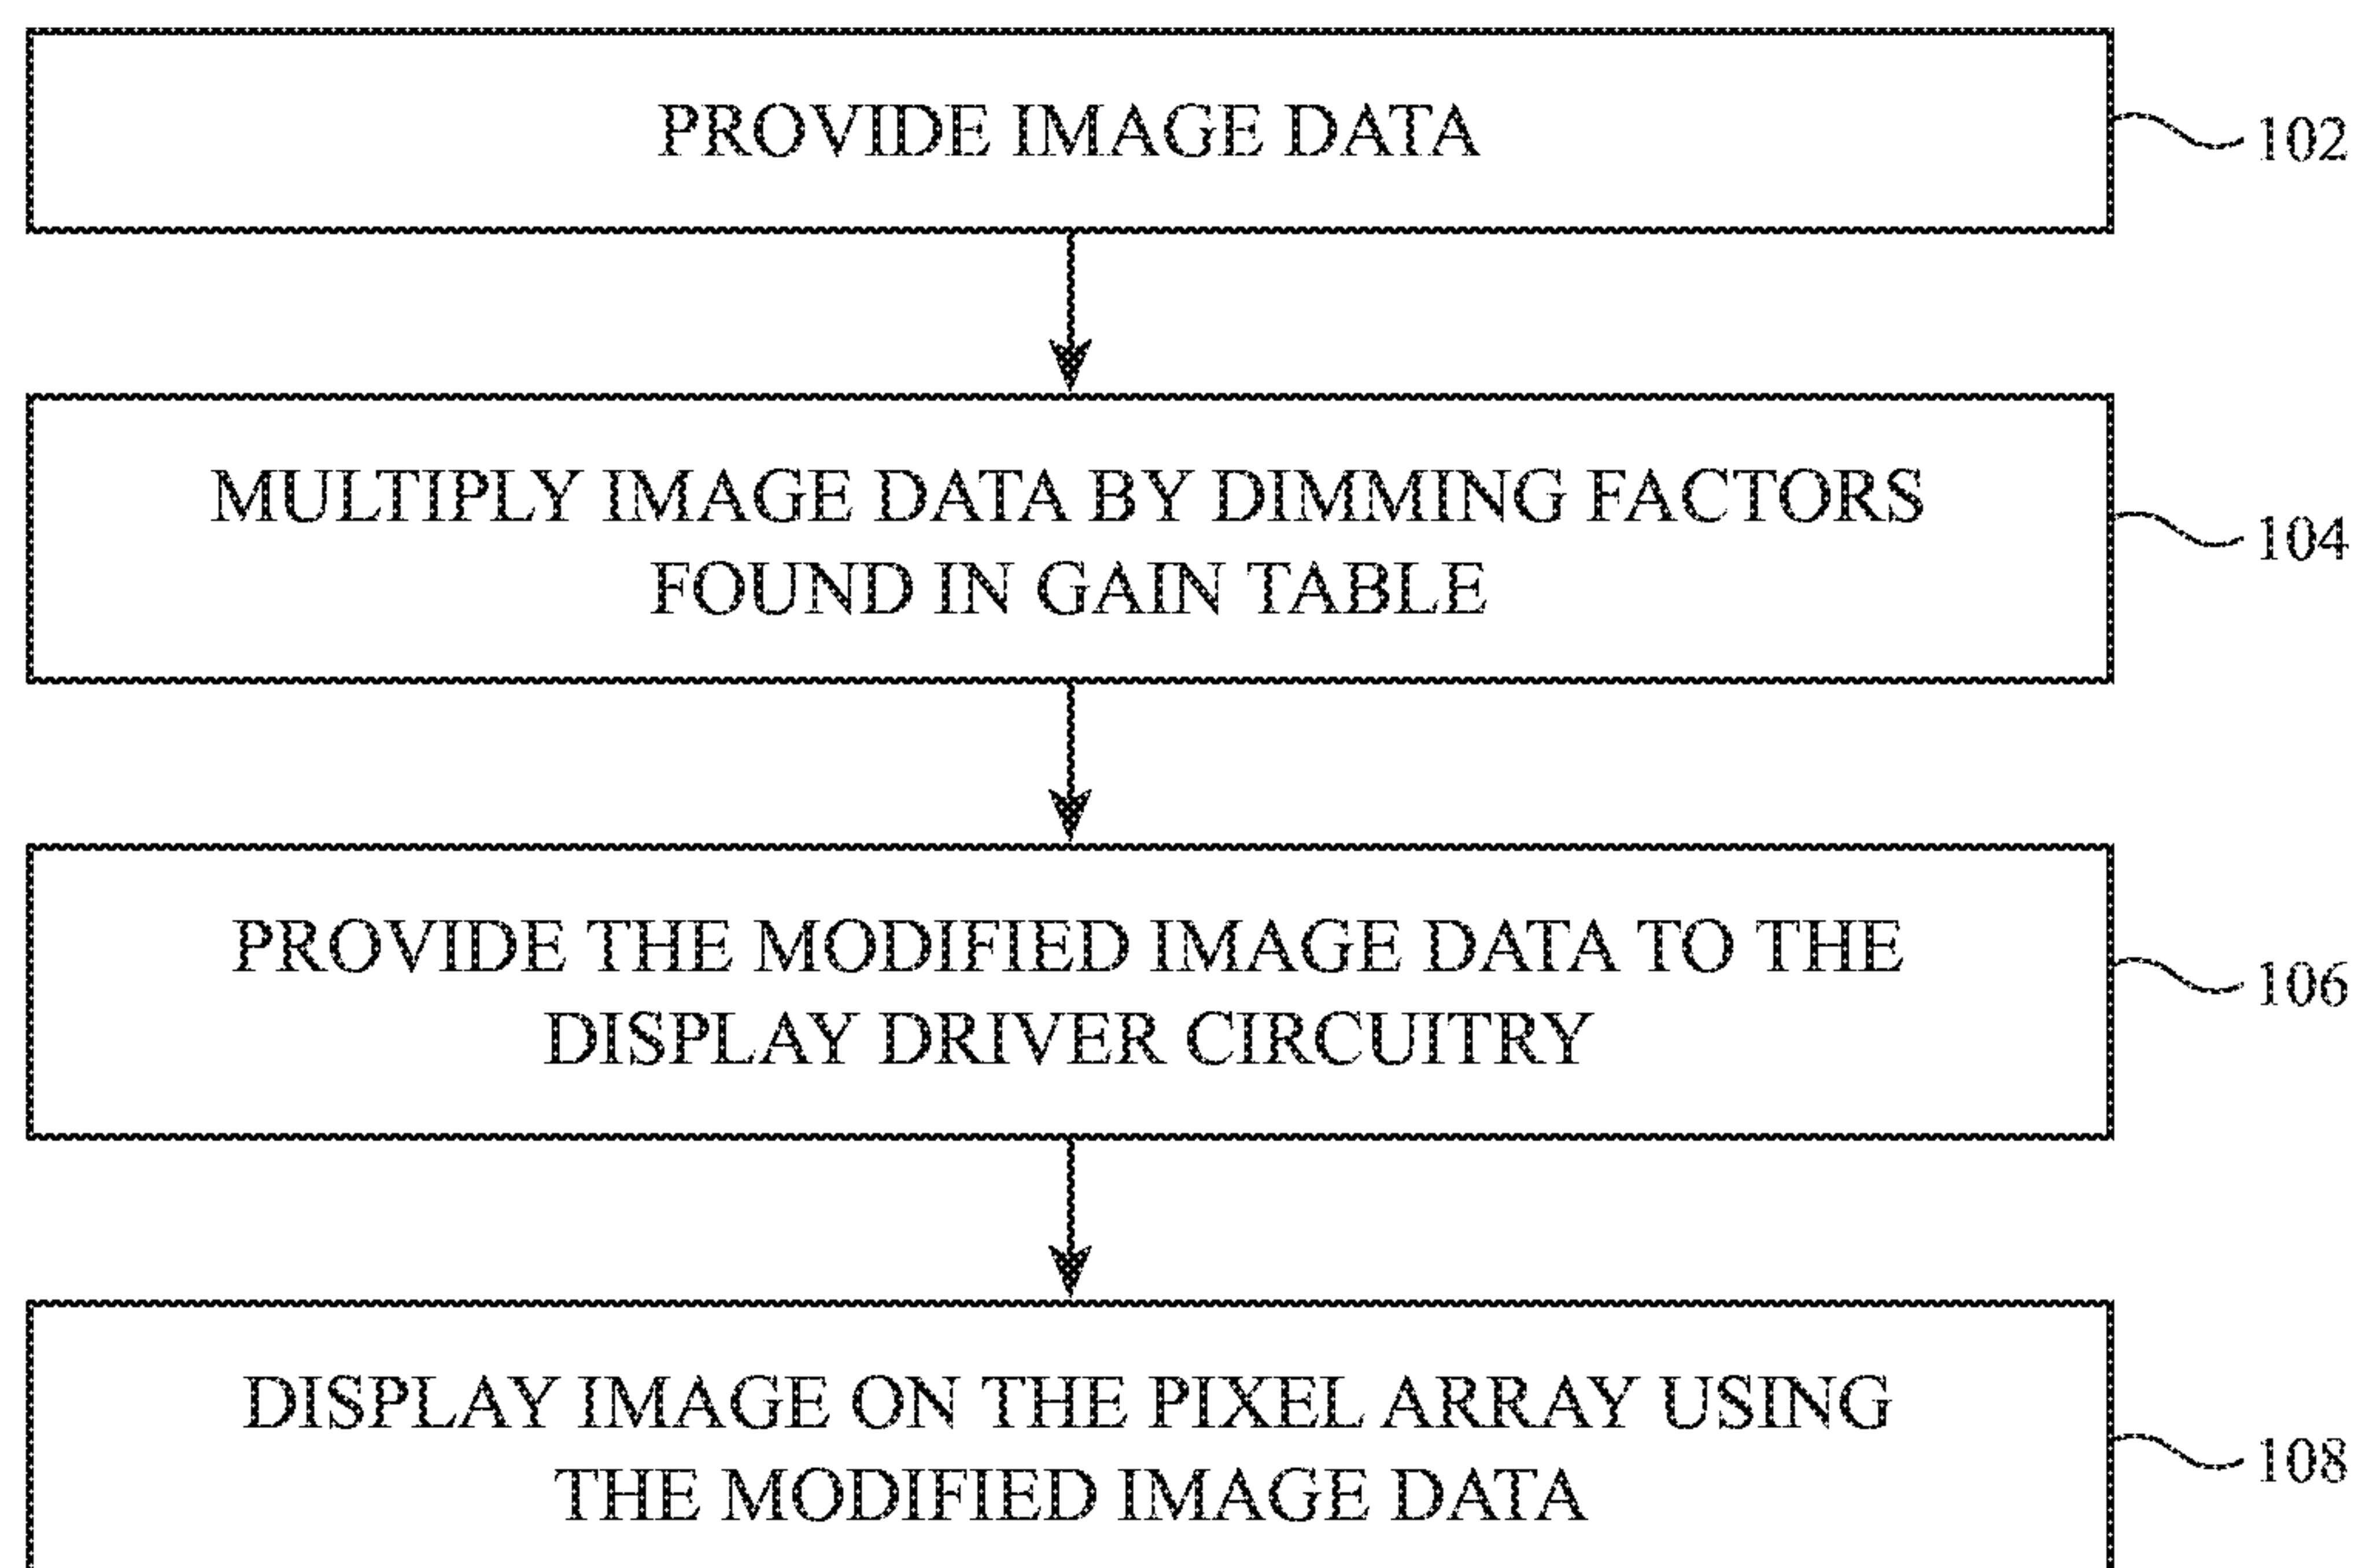 PROVIDE IMAGE DATA
102
MULTIPLY IMAGE DATA BY DIMMING FACTORS
FOUND IN GAIN TABLE
104
PROVIDE THE MODIFIED IMAGE DATA TO THE
DISPLAY DRIVER CIRCUITRY
106
DISPLAY IMAGE ON THE PIXEL ARRAY USING
THE MODIFIED IMAGE DATA
108